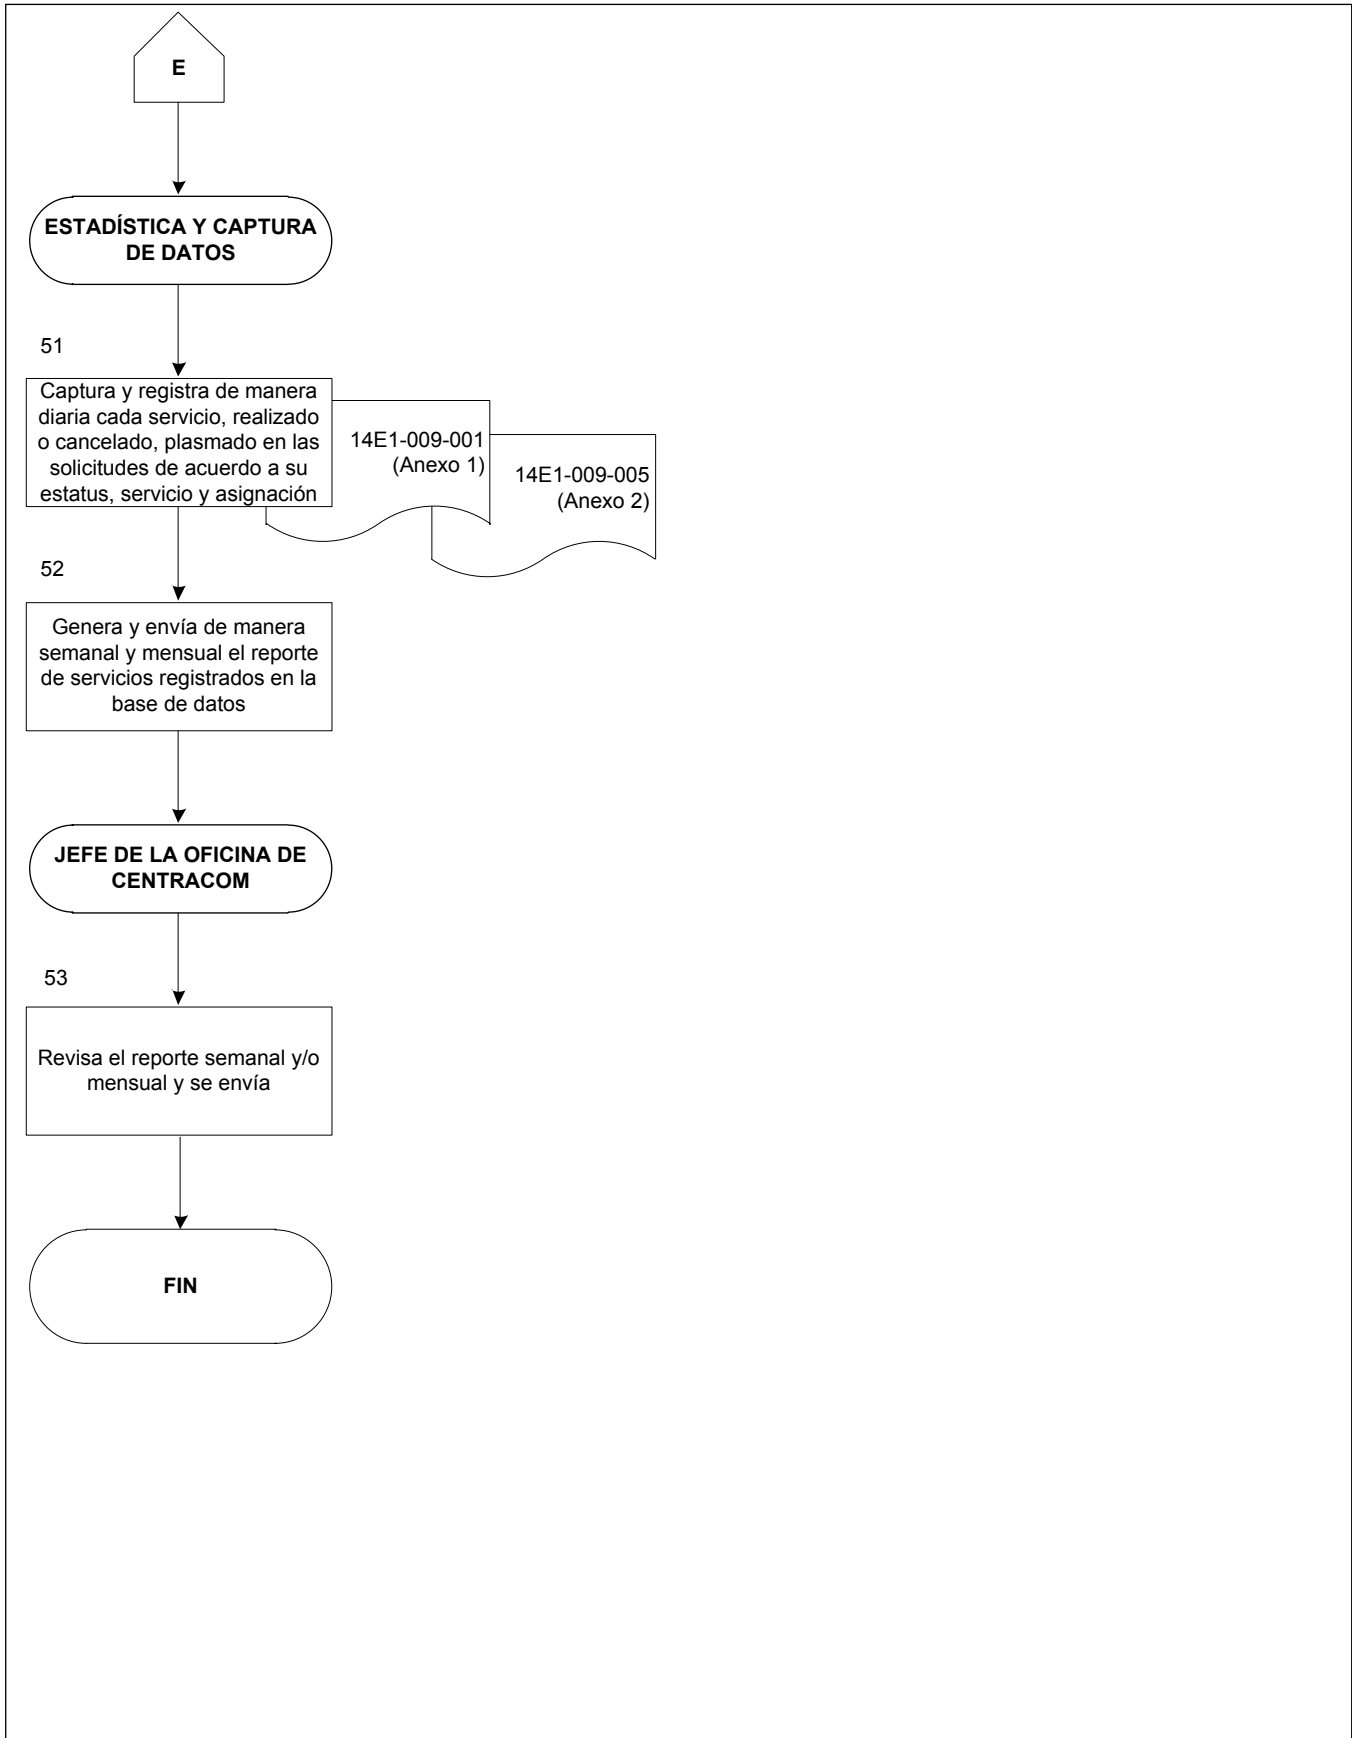 E
ESTADÍSTICA Y CAPTURA
DE DATOS
51
Captura y registra de manera
diaria cada servicio, realizado
o cancelado, plasmado en las
solicitudes de acuerdo a su
estatus, servicio y asignación
14E1-009-001
(Anexo 1)
14E1-009-005
(Anexo 2)
52
Genera y envía de manera
semanal y mensual el reporte
de servicios registrados en la
base de datos
JEFE DE LA OFICINA DE
CENTRACOM
53
Revisa el reporte semanal y/o
mensual y se envía
FIN